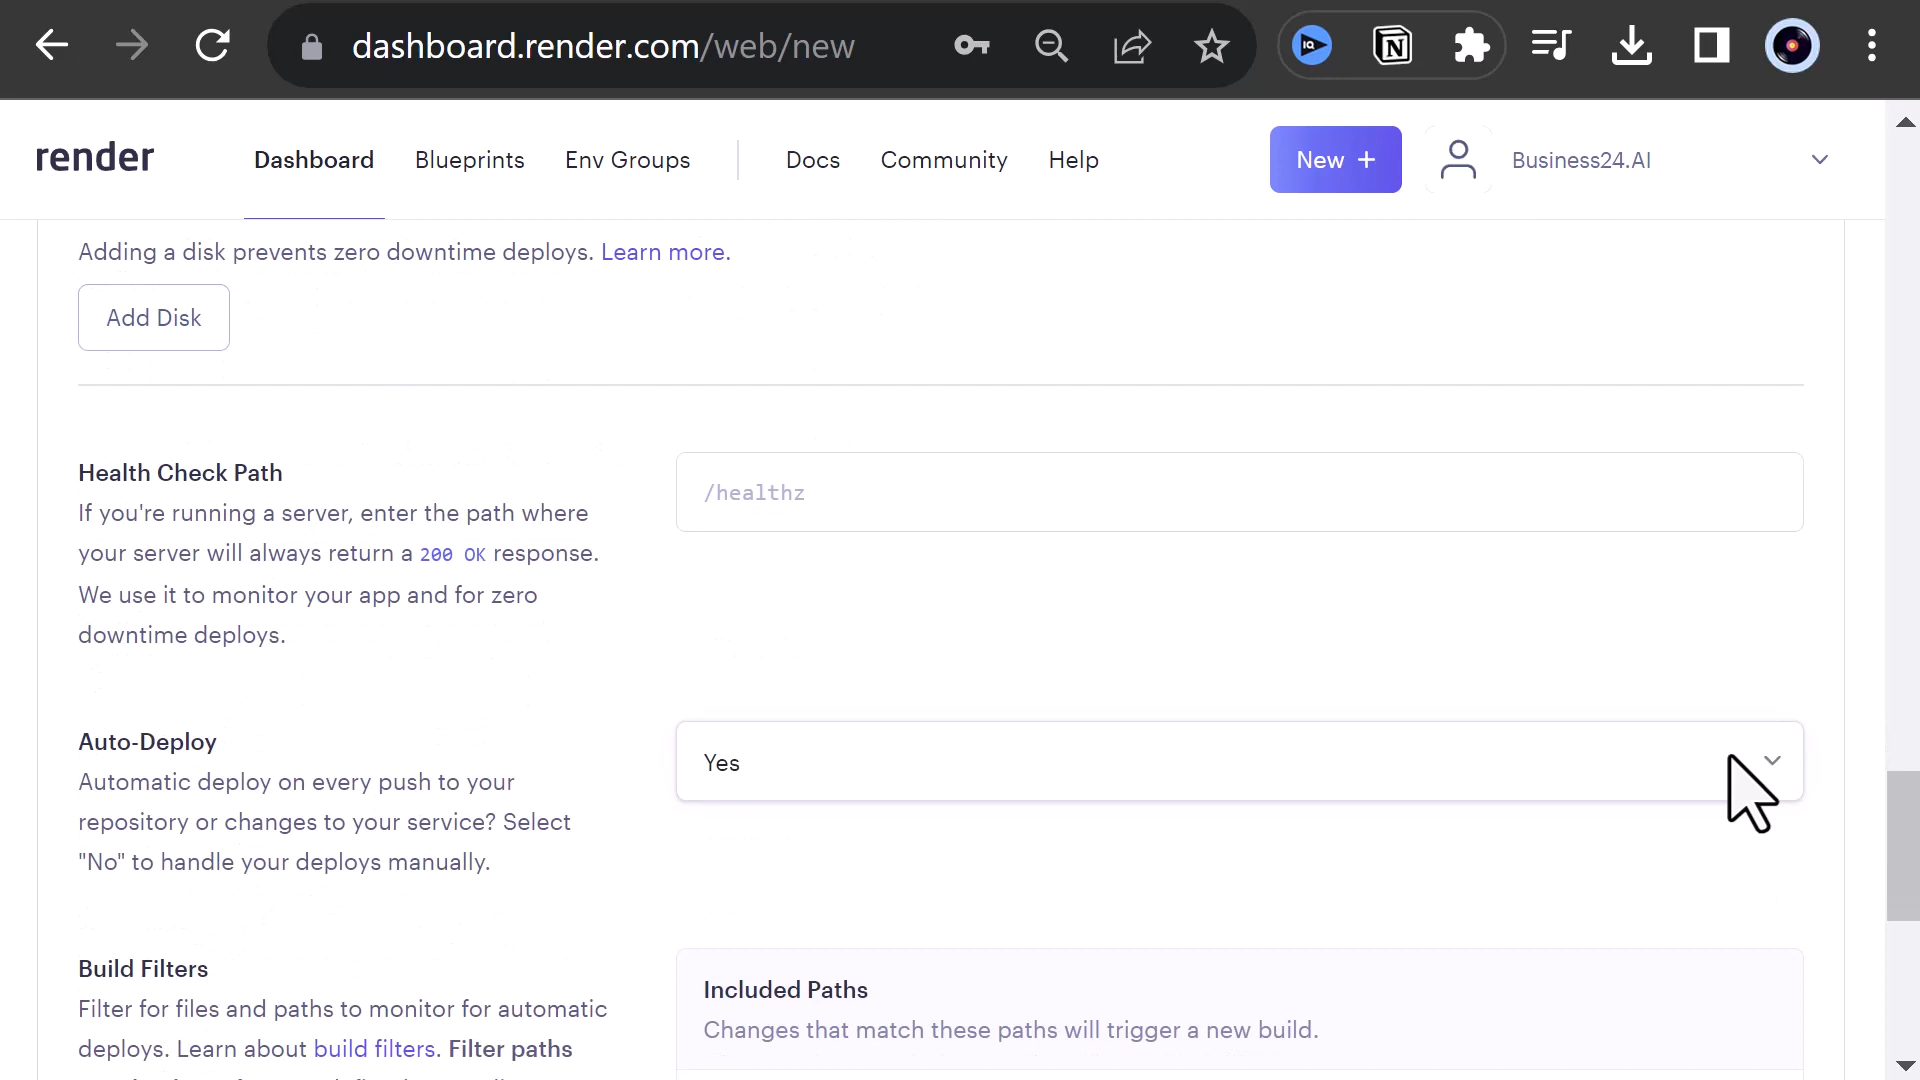 dashboard.render.com/web/new
IQ
N
render
Dashboard
Blueprints
Env Groups
Docs
Community
Help
New +
Business24.AI
Adding a disk prevents zero downtime deploys. Learn more.
Add Disk
Health Check Path
If you're running a server, enter the path where
your server will always return a 200 OK response.
We use it to monitor your app and for zero
downtime deploys.
/healthz
Auto-Deploy
Automatic deploy on every push to your
repository or changes to your service? Select
"No" to handle your deploys manually.
Yes
Build Filters
Filter for files and paths to monitor for automatic
deploys. Learn about build filters. Filter paths
Included Paths
Changes that match these paths will trigger a new build.